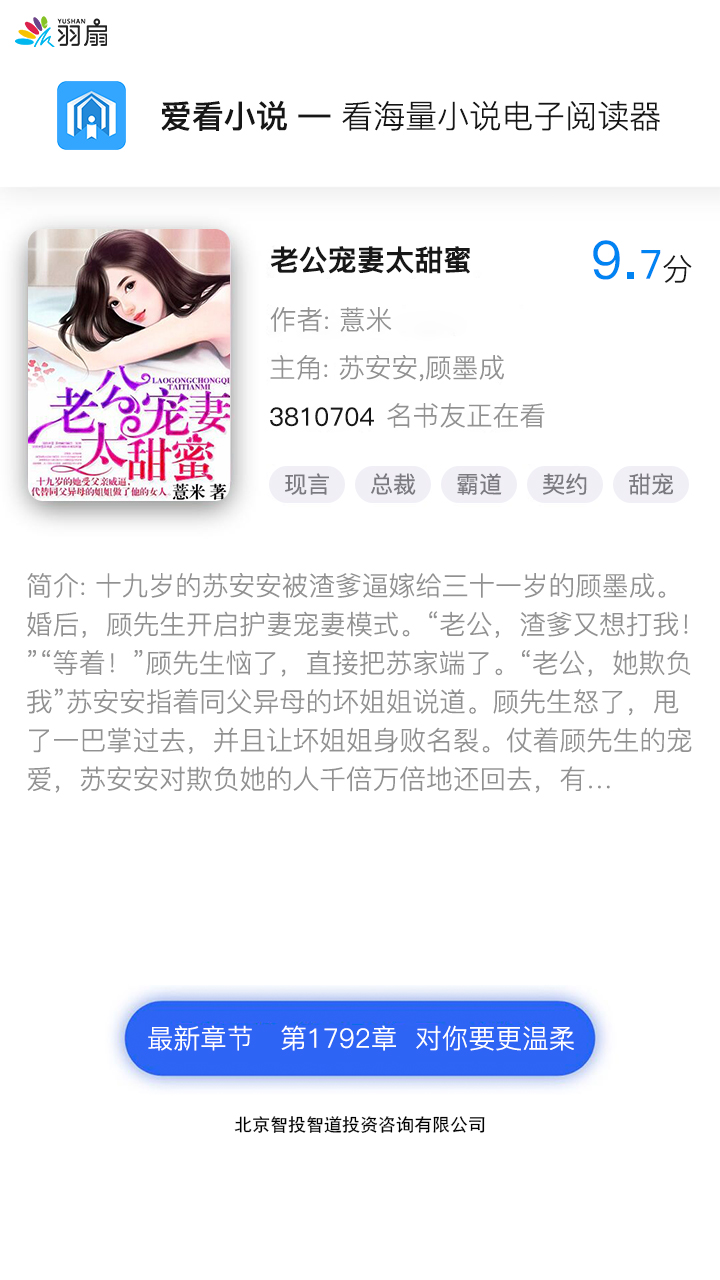 YUSHAN
羽扇
爱看小说 — 看海量小说电子阅读器
老公宠妻太甜蜜
9.7分
作者: 薏米
主角: 苏安安,顾墨成
3810704 名书友正在看
现言 总裁 霸道 契约 甜宠
老公宠妻
LAOGONGCHONGQI
TAITIANMI
太甜蜜
十九岁的她受父亲威逼,
代替同父异母的姐姐做了他的女人
薏米 著
简介: 十九岁的苏安安被渣爹逼嫁给三十一岁的顾墨成。
婚后，顾先生开启护妻宠妻模式。“老公，渣爹又想打我！
”“等着！”顾先生恼了，直接把苏家端了。“老公，她欺负
我”苏安安指着同父异母的坏姐姐说道。顾先生怒了，甩
了一巴掌过去，并且让坏姐姐身败名裂。仗着顾先生的宠
爱，苏安安对欺负她的人千倍万倍地还回去，有...
最新章节 第1792章 对你要更温柔
北京智投智道投资咨询有限公司